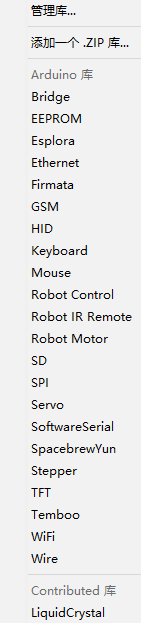 管理库...
添加一个 .ZIP 库...
Arduino 库
Bridge
EEPROM
Esplora
Ethernet
Firmata
GSM
HID
Keyboard
Mouse
Robot Control
Robot IR Remote
Robot Motor
SD
SPI
Servo
SoftwareSerial
SpacebrewYun
Stepper
TFT
Temboo
WiFi
Wire
Contributed 库
LiquidCrystal